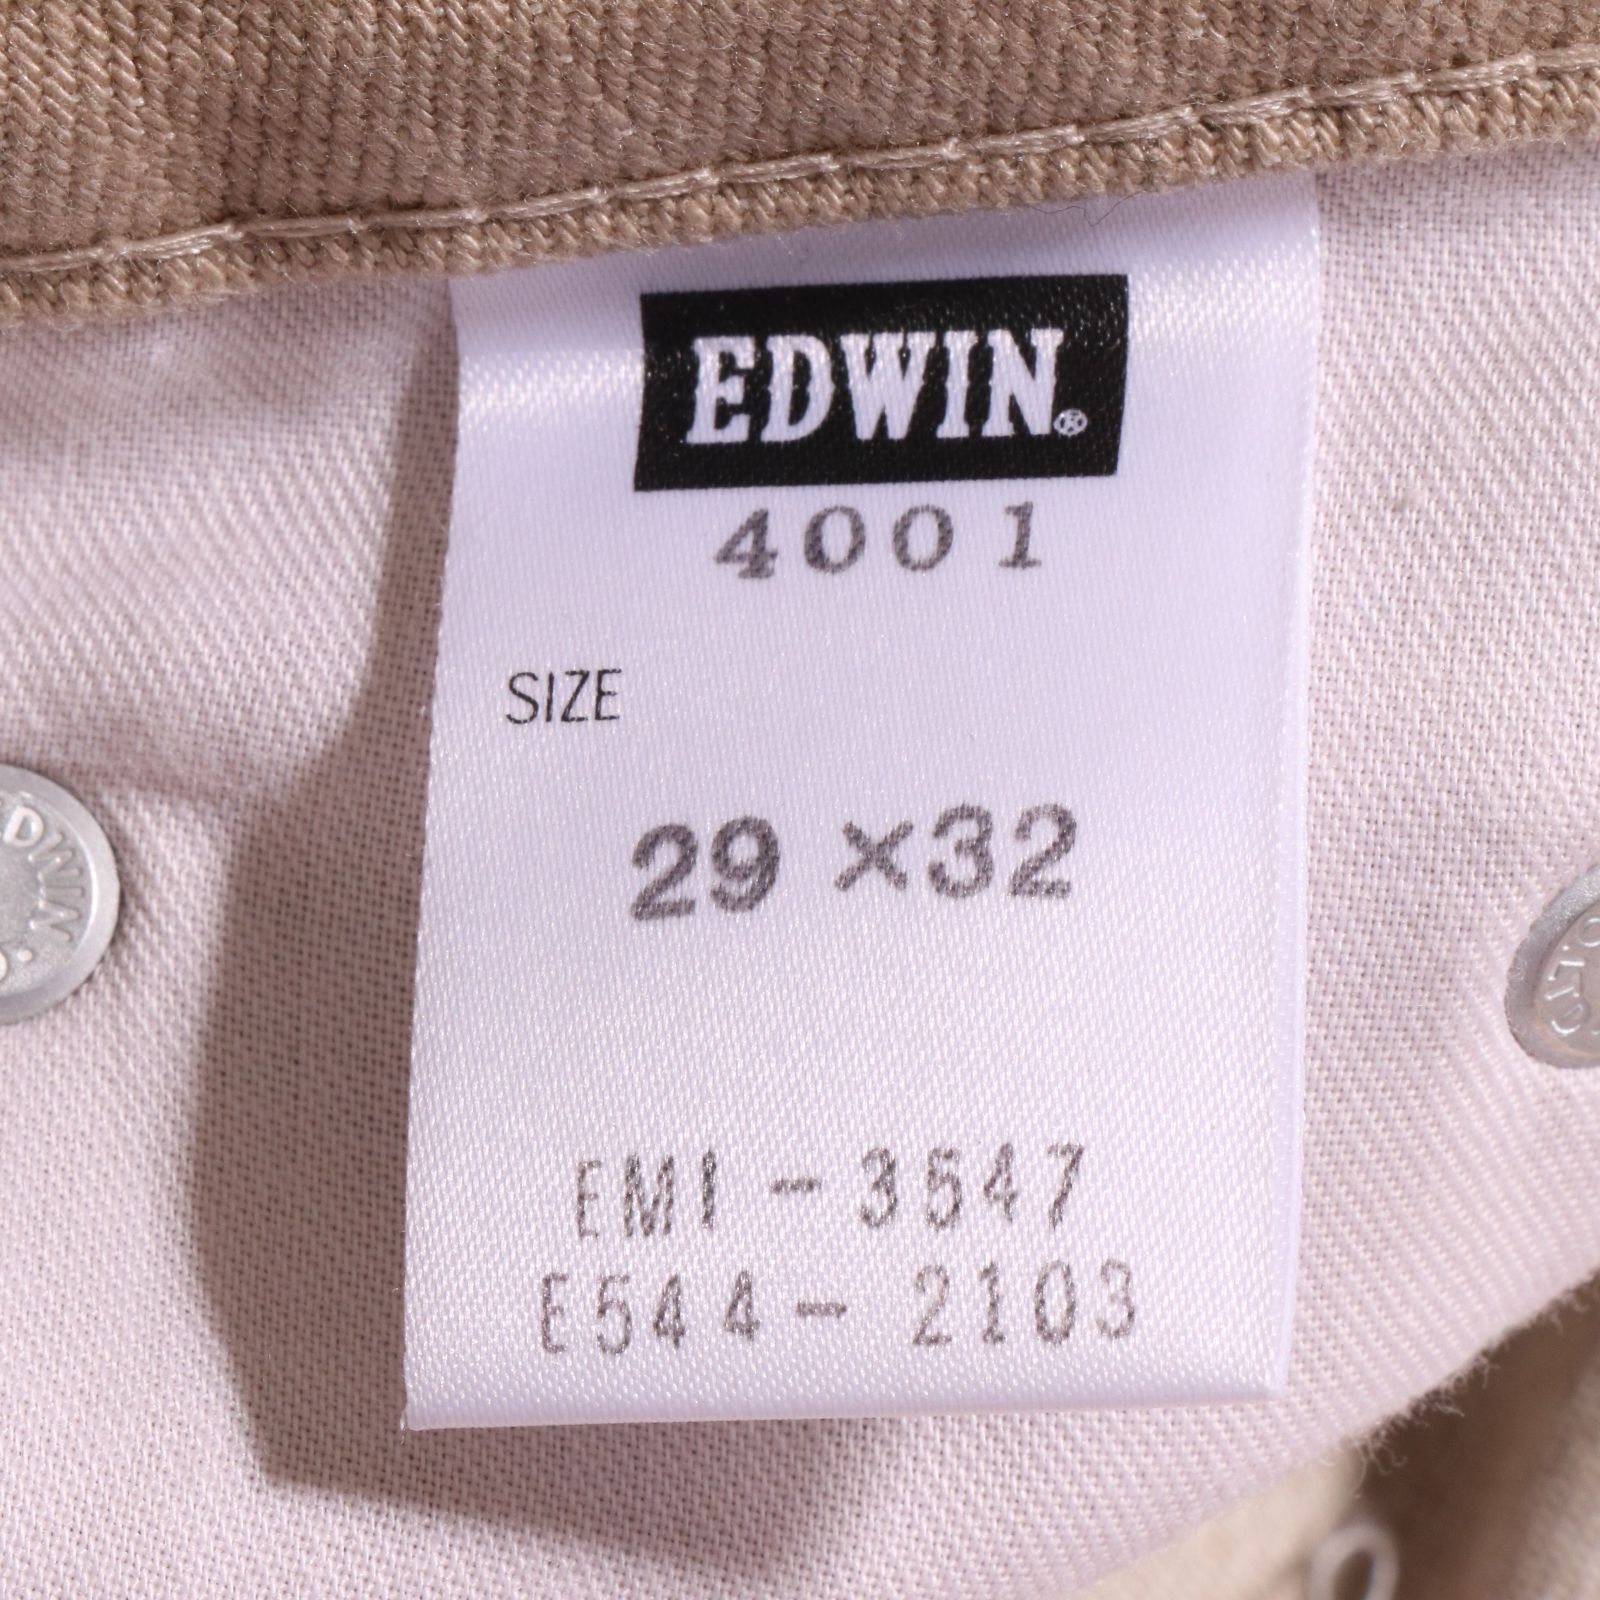 EDWIN®
4001
SIZE
29 × 32
EMI - 3547
E544 - 2103